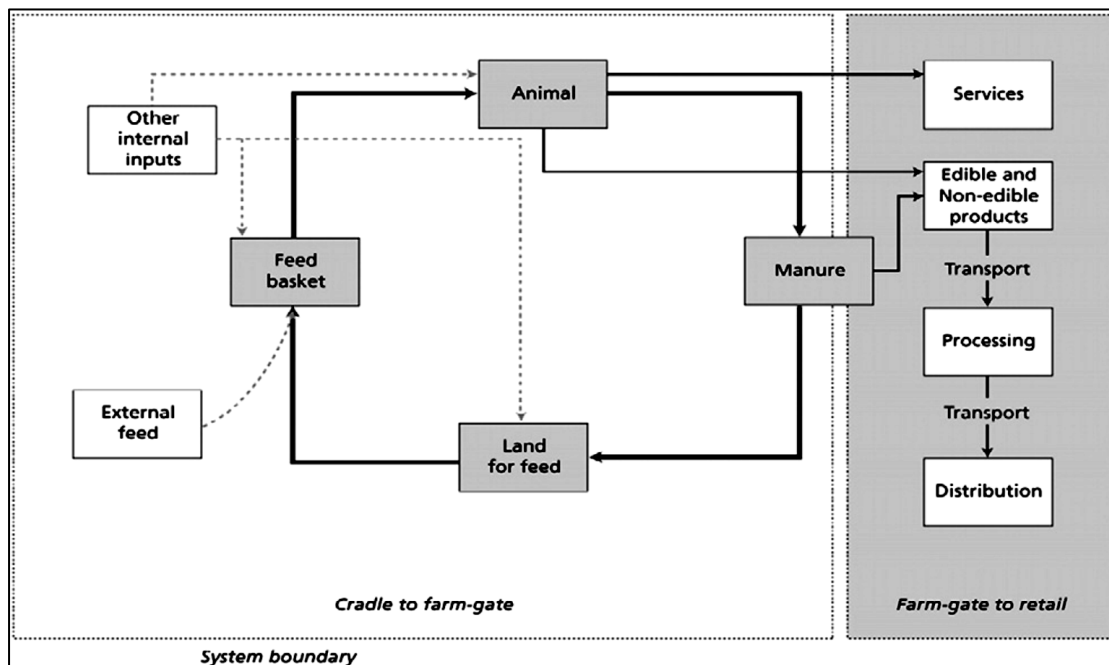 Animal
Services
Other
internal
inputs
Edible and
Non-edible
products
Feed
basket
Manure
Transport
Processing
External
feed
Land
for feed
Transport
Distribution
Cradle to farm-gate
Farm-gate to retail
System boundary